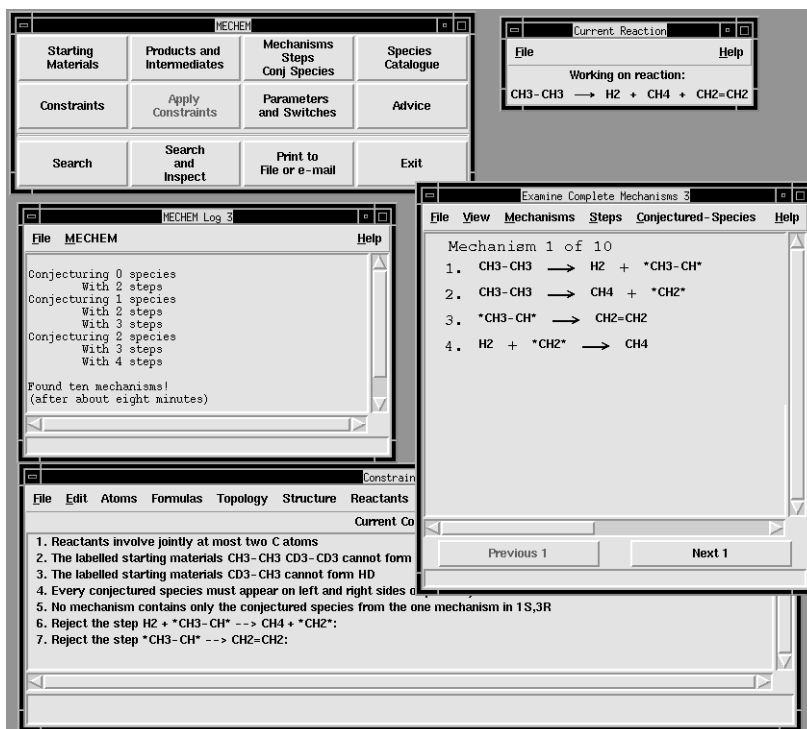 MECHEM
Starting Materials
Products and Intermediates
Mechanisms Steps Conj Species
Species Catalogue
Constraints
Apply Constraints
Parameters and Switches
Advice
Search
Search and Inspect
Print to File or e-mail
Exit
Current Reaction
File Help
Working on reaction:
CH3-CH3 → H2 + CH4 + CH2=CH2
MECHEM Log 3
File MECHEM Help
Conjecturing 0 species
With 2 steps
Conjecturing 1 species
With 2 steps
With 3 steps
Conjecturing 2 species
With 3 steps
With 4 steps
Found ten mechanisms!
(after about eight minutes)
Examine Complete Mechanisms 3
File View Mechanisms Steps Conjectured-Species Help
Mechanism 1 of 10
1. CH3-CH3 → H2 + *CH3-CH*
2. CH3-CH3 → CH4 + *CH2*
3. *CH3-CH* → CH2=CH2
4. H2 + *CH2* → CH4
Previous 1 Next 1
Constrain
File Edit Atoms Formulas Topology Structure Reactants
Current Co
1. Reactants involve jointly at most two C atoms
2. The labelled starting materials CH3-CH3 CD3-CD3 cannot form
3. The labelled starting materials CD3-CH3 cannot form HD
4. Every conjectured species must appear on left and right sides
5. No mechanism contains only the conjectured species from the one mechanism in 1S,3R
6. Reject the step H2 + *CH3-CH* --> CH4 + *CH2*:
7. Reject the step *CH3-CH* --> CH2=CH2: